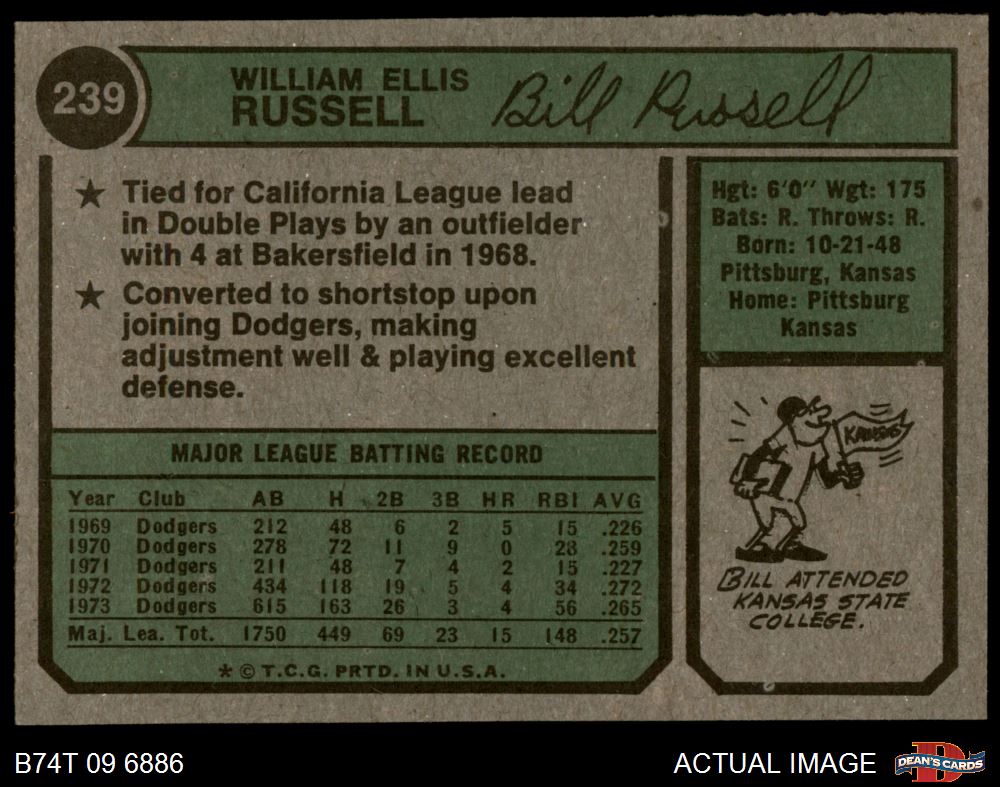 239
WILLIAM ELLIS
RUSSELL
Bill Russell
★ Tied for California League lead
in Double Plays by an outfielder
with 4 at Bakersfield in 1968.
★ Converted to shortstop upon
joining Dodgers, making
adjustment well & playing excellent
defense.
Hgt: 6'0" Wgt: 175
Bats: R. Throws: R.
Born: 10-21-48
Pittsburg, Kansas
Home: Pittsburg
Kansas
MAJOR LEAGUE BATTING RECORD
Year Club AB H 2B 3B HR RBI AVG
1969 Dodgers 212 48 6 2 5 15 .226
1970 Dodgers 278 72 11 9 0 28 .259
1971 Dodgers 211 48 7 4 2 15 .227
1972 Dodgers 434 118 19 5 4 34 .272
1973 Dodgers 615 163 26 3 4 56 .265
Maj. Lea. Tot. 1750 449 69 23 15 148 .257
* © T.C.G. PRTD. IN U.S.A.
KANSAS
BILL ATTENDED
KANSAS STATE
COLLEGE.
B74T 09 6886
ACTUAL IMAGE
DEAN'S CARDS